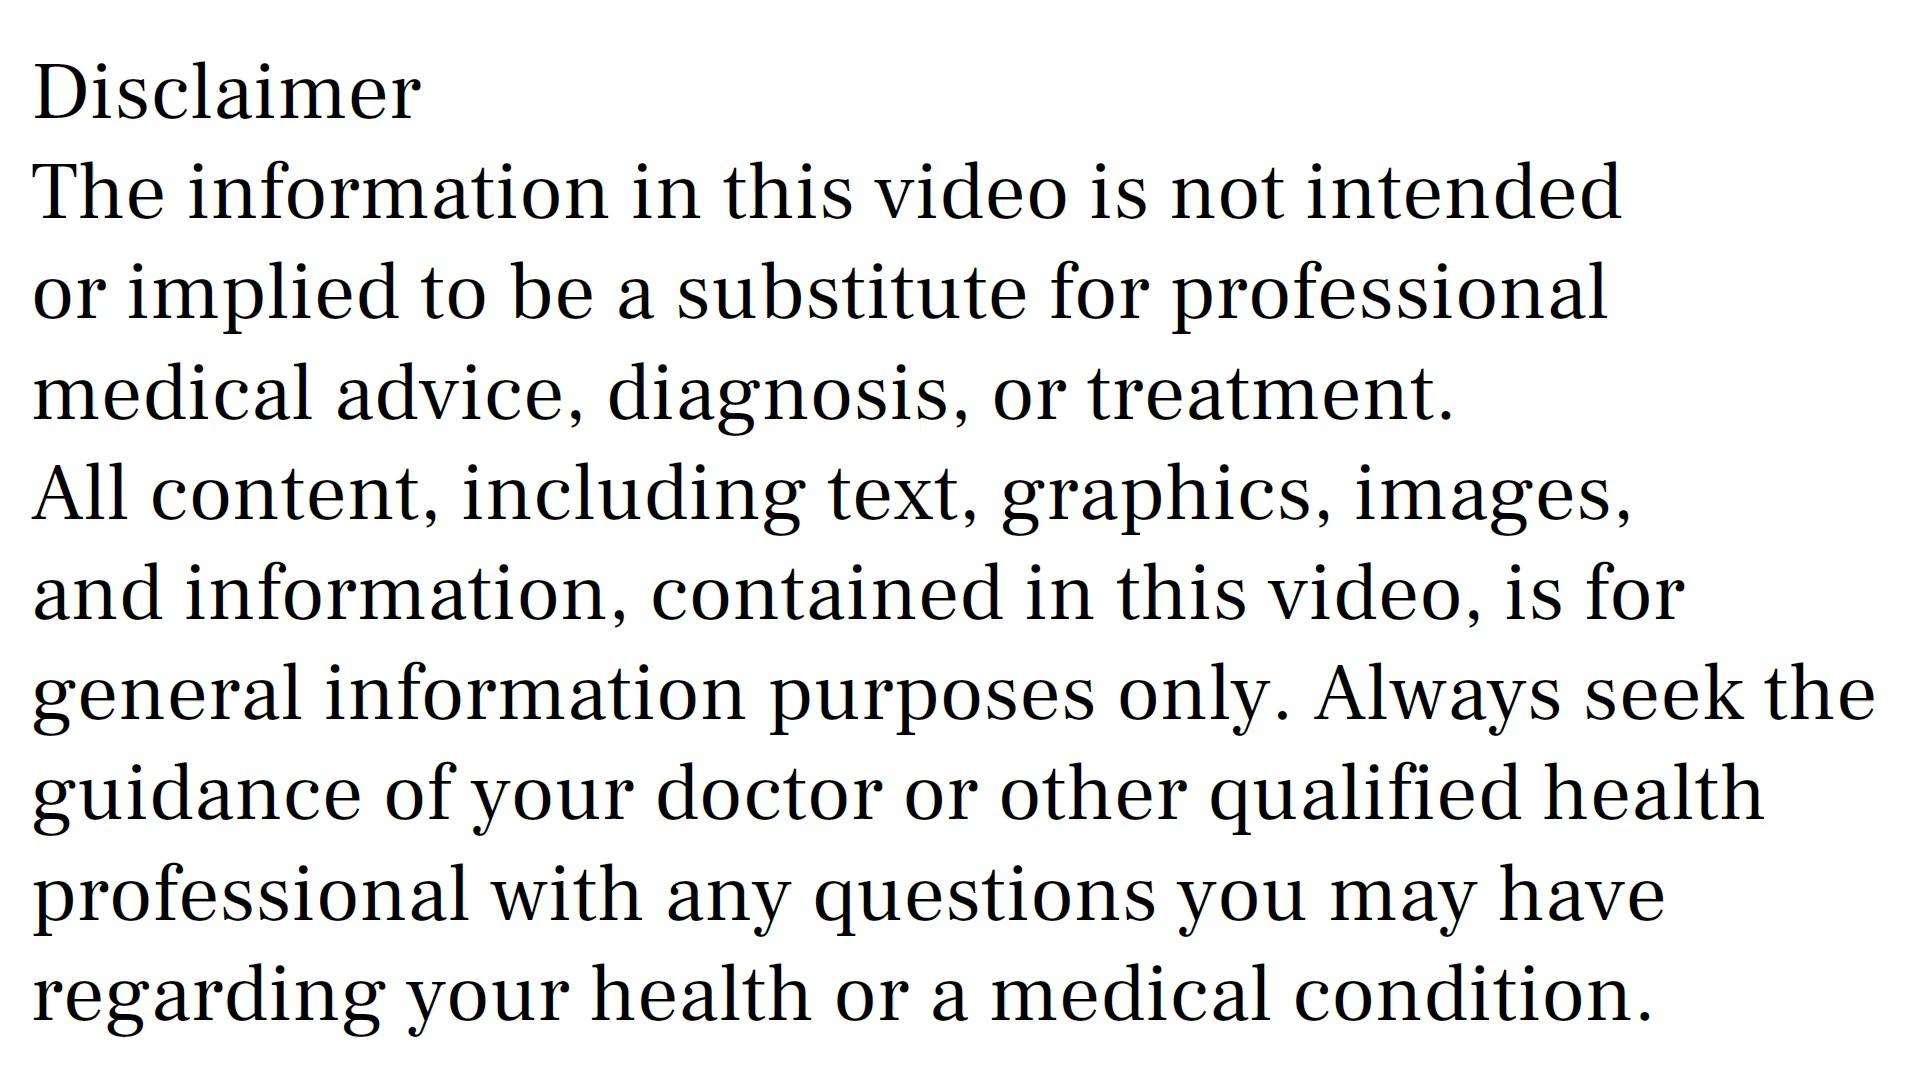 Disclaimer
The information in this video is not intended
or implied to be a substitute for professional
medical advice, diagnosis, or treatment.
All content, including text, graphics, images,
and information, contained in this video, is for
general information purposes only. Always seek the
guidance of your doctor or other qualified health
professional with any questions you may have
regarding your health or a medical condition.